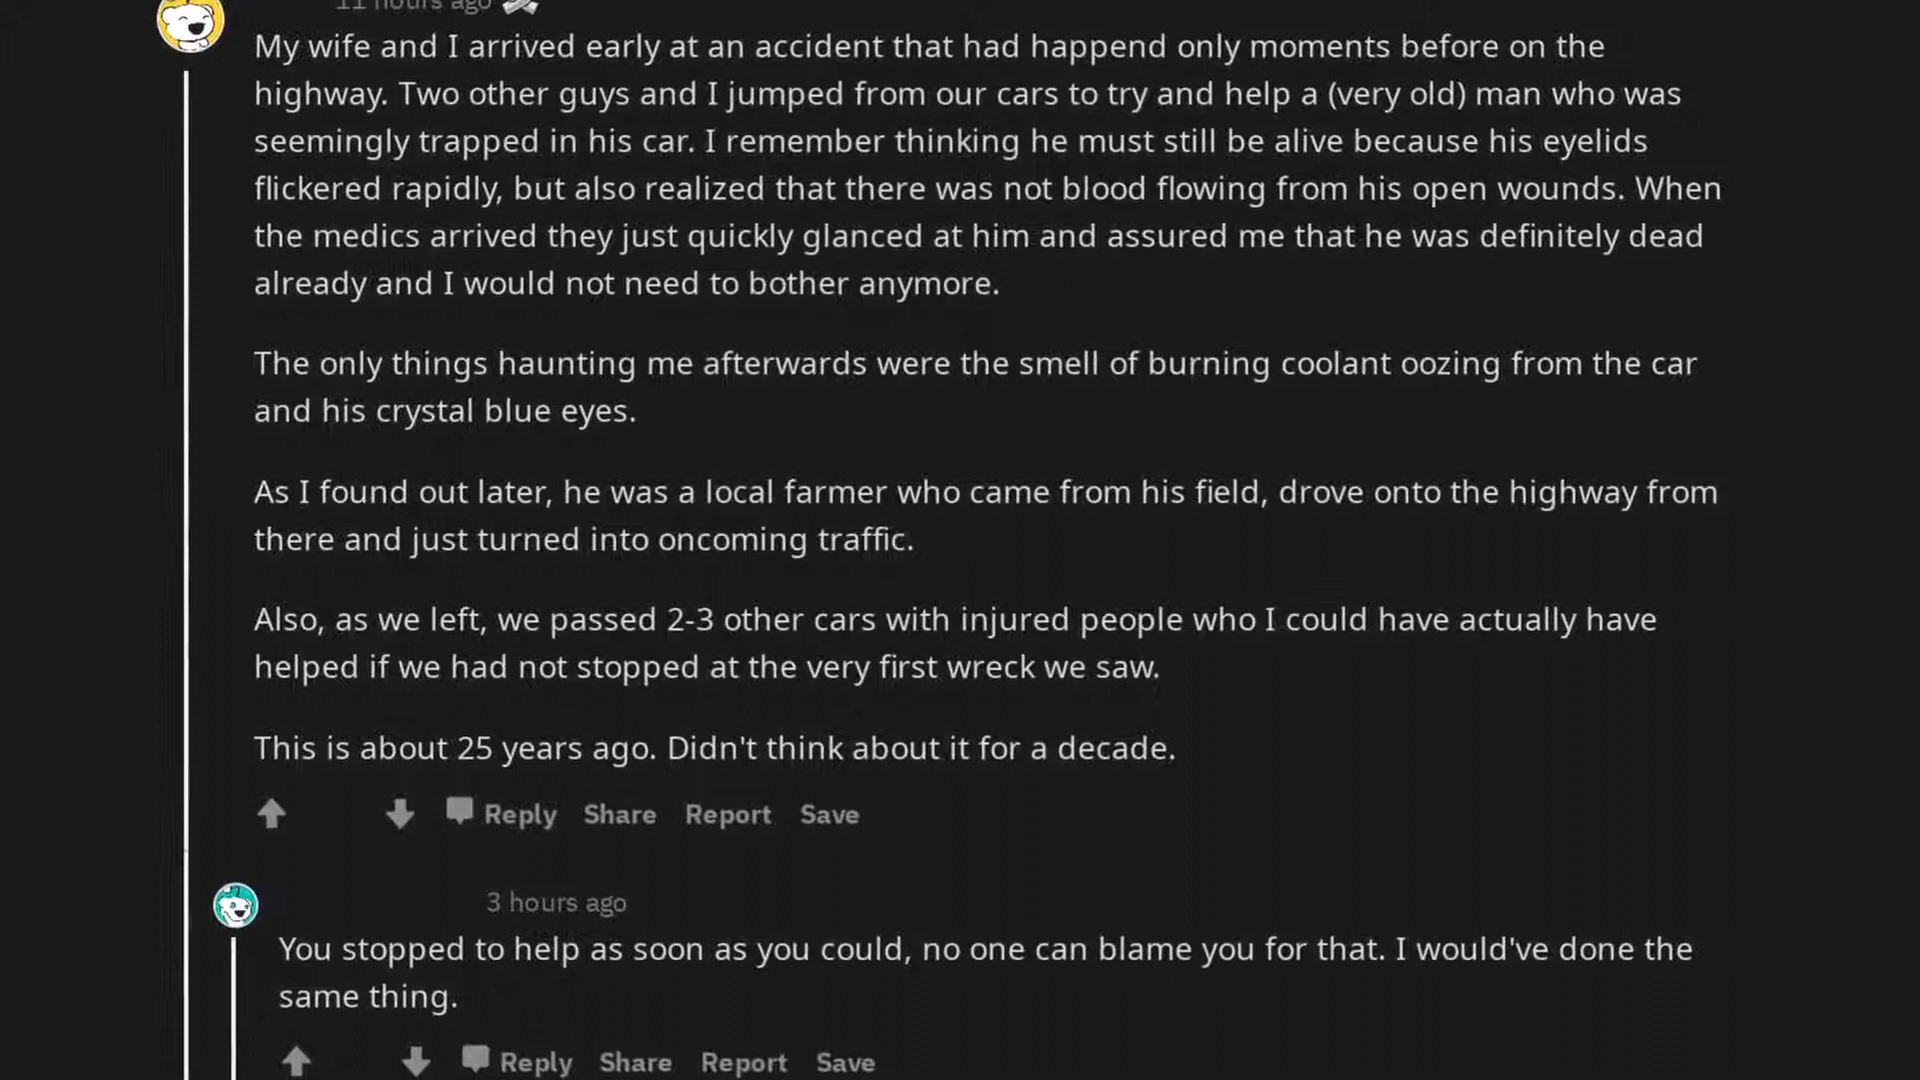 11 hours ago
My wife and I arrived early at an accident that had happend only moments before on the
highway. Two other guys and I jumped from our cars to try and help a (very old) man who was
seemingly trapped in his car. I remember thinking he must still be alive because his eyelids
flickered rapidly, but also realized that there was not blood flowing from his open wounds. When
the medics arrived they just quickly glanced at him and assured me that he was definitely dead
already and I would not need to bother anymore.
The only things haunting me afterwards were the smell of burning coolant oozing from the car
and his crystal blue eyes.
As I found out later, he was a local farmer who came from his field, drove onto the highway from
there and just turned into oncoming traffic.
Also, as we left, we passed 2-3 other cars with injured people who I could have actually have
helped if we had not stopped at the very first wreck we saw.
This is about 25 years ago. Didn't think about it for a decade.
Reply Share Report Save
3 hours ago
You stopped to help as soon as you could, no one can blame you for that. I would've done the
same thing.
Reply Share Report Save